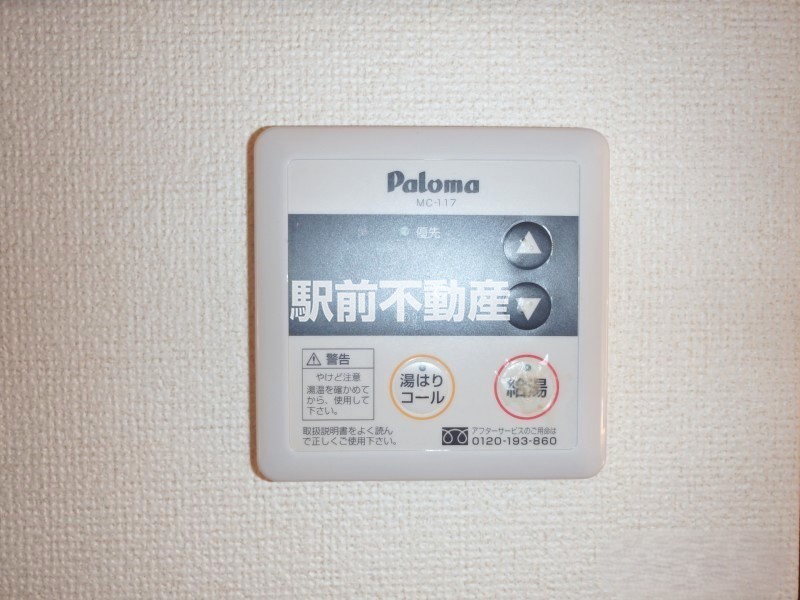 Paloma
MC-117
優先
▲
駅前不動産
▼
警告
やけど注意
湯温を確かめて
から、使用して
下さい。
湯はり
コール
給湯
取扱説明書をよく読ん
で正しくご使用下さい。
アフターサービスのご用命は
0120-193-860